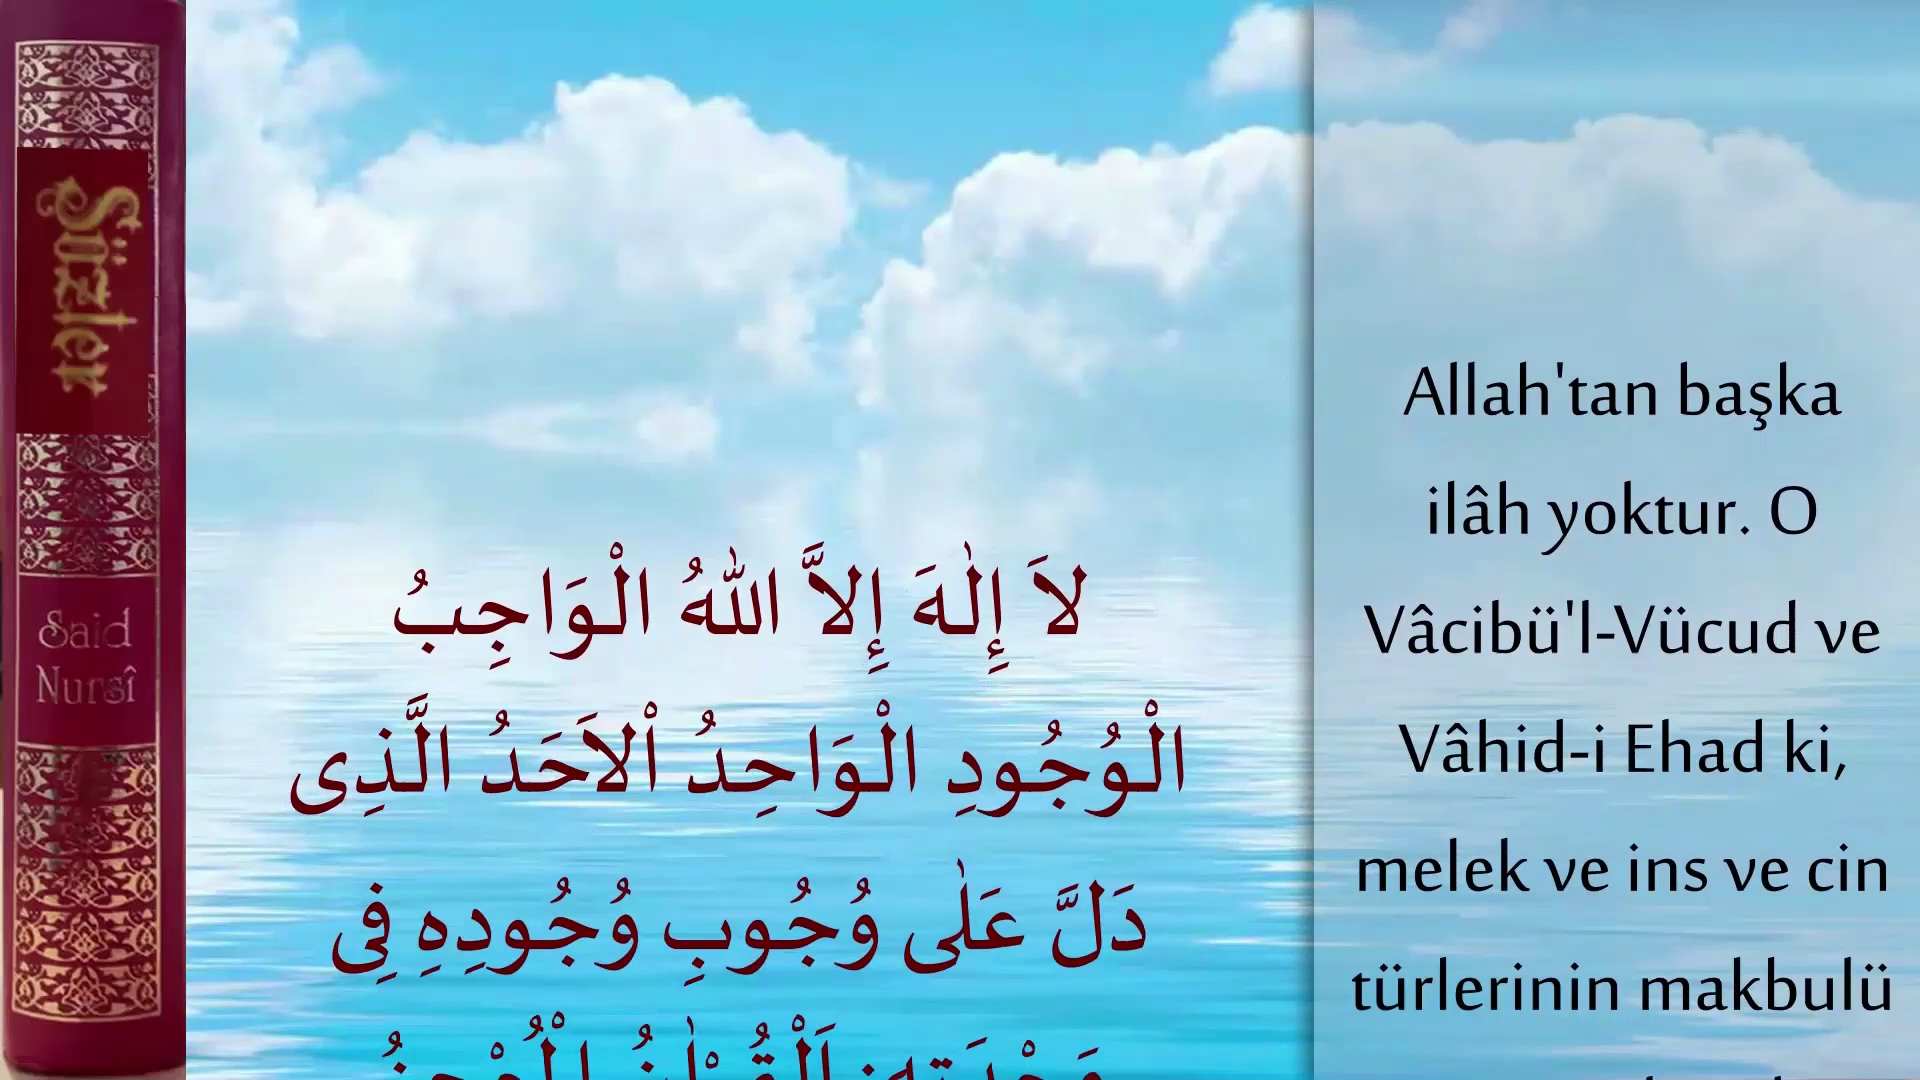 Sözler
Said
Nursî
لاَ إِلٰهَ إِلاَّ اللّٰهُ الْوَاجِبُ
الْوُجُودِ الْوَاحِدُ اْلاَحَدُ الَّذِى
دَلَّ عَلٰى وُجُوبِ وُجُودِهِ فِى
وَحْدَتِهِ: اَلْقُرْاٰنُ الْمُعْجِزُ
Allah'tan başka
ilâh yoktur. O
Vâcibü'l-Vücud ve
Vâhid-i Ehad ki,
melek ve ins ve cin
türlerinin makbulü